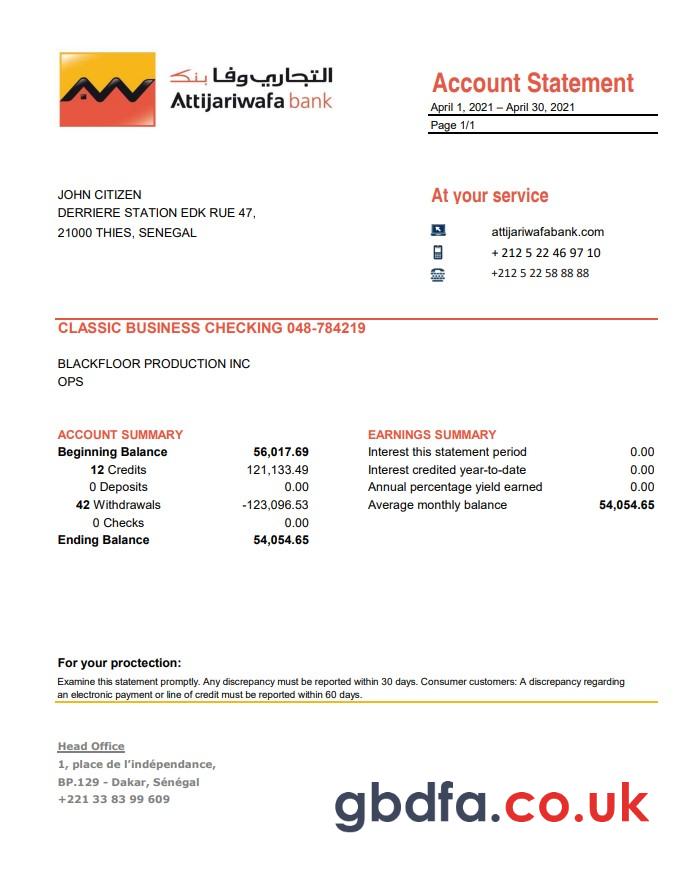 التجاري وفا بنك
Attijariwafa bank
Account Statement
April 1, 2021 – April 30, 2021
Page 1/1
JOHN CITIZEN
DERRIERE STATION EDK RUE 47,
21000 THIES, SENEGAL
At your service
attijariwafabank.com
+ 212 5 22 46 97 10
+212 5 22 58 88 88
CLASSIC BUSINESS CHECKING 048-784219
BLACKFLOOR PRODUCTION INC
OPS
ACCOUNT SUMMARY
Beginning Balance 56,017.69
12 Credits 121,133.49
0 Deposits 0.00
42 Withdrawals -123,096.53
0 Checks 0.00
Ending Balance 54,054.65
EARNINGS SUMMARY
Interest this statement period 0.00
Interest credited year-to-date 0.00
Annual percentage yield earned 0.00
Average monthly balance 54,054.65
For your proctection:
Examine this statement promptly. Any discrepancy must be reported within 30 days. Consumer customers: A discrepancy regarding
an electronic payment or line of credit must be reported within 60 days.
Head Office
1, place de l’indépendance,
BP.129 - Dakar, Sénégal
+221 33 83 99 609
gbdfa.co.uk